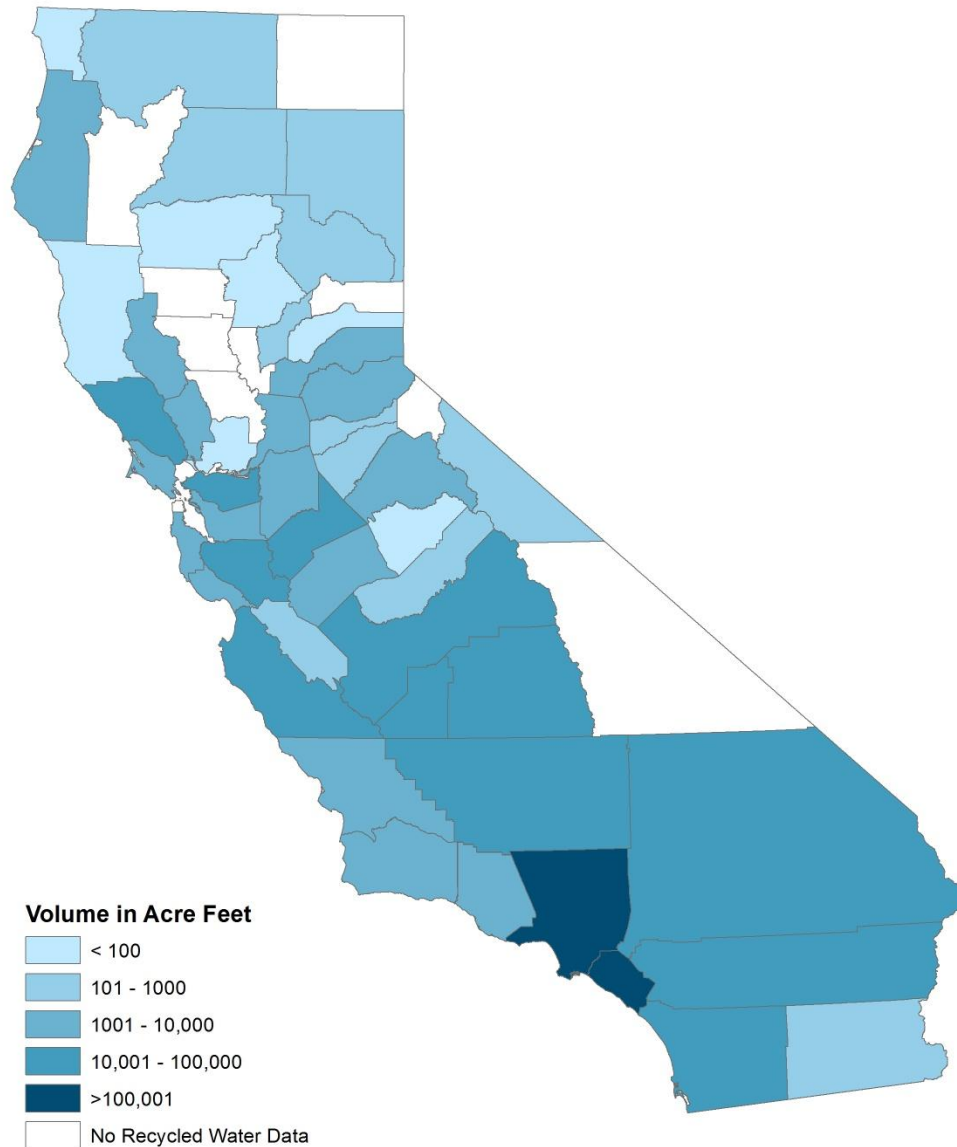 Volume in Acre Feet
< 100
101 - 1000
1001 - 10,000
10,001 - 100,000
>100,001
No Recycled Water Data